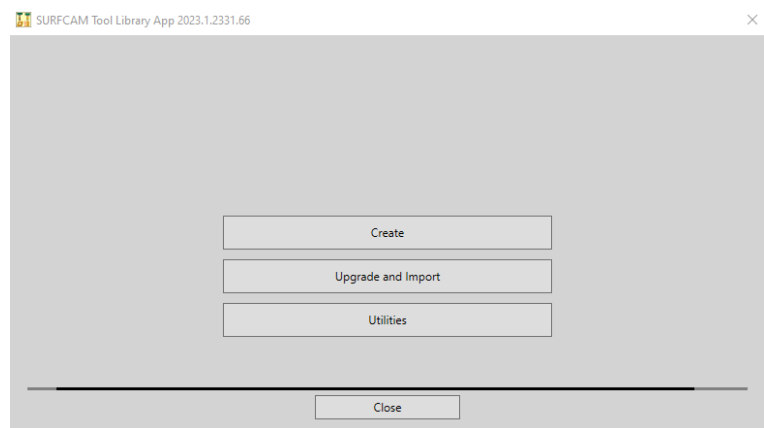 SURFCAM Tool Library App 2023.1.2331.66
Create
Upgrade and Import
Utilities
Close